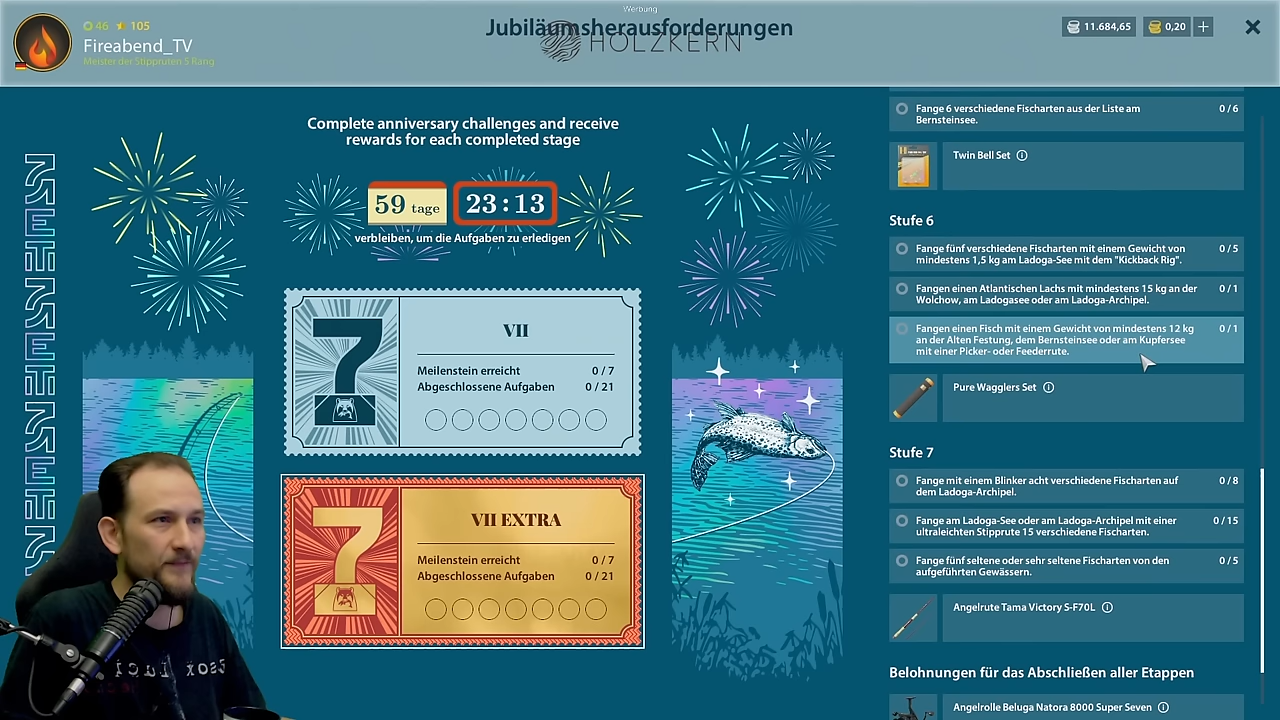 Werbung
Jubiläumsherausforderungen
HOLZKERN
46 105
Fireabend_TV
Meister der Stippruten 5 Rang
11.684,65
0,20
Complete anniversary challenges and receive
rewards for each completed stage
59 tage
23:13
verbleiben, um die Aufgaben zu erledigen
7
VII
Meilenstein erreicht 0 / 7
Abgeschlossene Aufgaben 0 / 21
7
VII EXTRA
Meilenstein erreicht 0 / 7
Abgeschlossene Aufgaben 0 / 21
Fange 6 verschiedene Fischarten aus der Liste am 0 / 6
Bernsteinsee.
Twin Bell Set
Stufe 6
Fange fünf verschiedene Fischarten mit einem Gewicht von 0 / 5
mindestens 1,5 kg am Ladoga-See mit dem "Kickback Rig".
Fangen einen Atlantischen Lachs mit mindestens 15 kg an der 0 / 1
Wolchow, am Ladogasee oder am Ladoga-Archipel.
Fangen einen Fisch mit einem Gewicht von mindestens 12 kg 0 / 1
an der Alten Festung, dem Bernsteinsee oder am Kupfersee
mit einer Picker- oder Feederrute.
Pure Wagglers Set
Stufe 7
Fange mit einem Blinker acht verschiedene Fischarten auf 0 / 8
dem Ladoga-Archipel.
Fange am Ladoga-See oder am Ladoga-Archipel mit einer 0 / 15
ultraleichten Stipprute 15 verschiedene Fischarten.
Fange fünf seltene oder sehr seltene Fischarten von den 0 / 5
aufgeführten Gewässern.
Angelrute Tama Victory S-F70L
Belohnungen für das Abschließen aller Etappen
Angelrolle Beluga Natora 8000 Super Seven